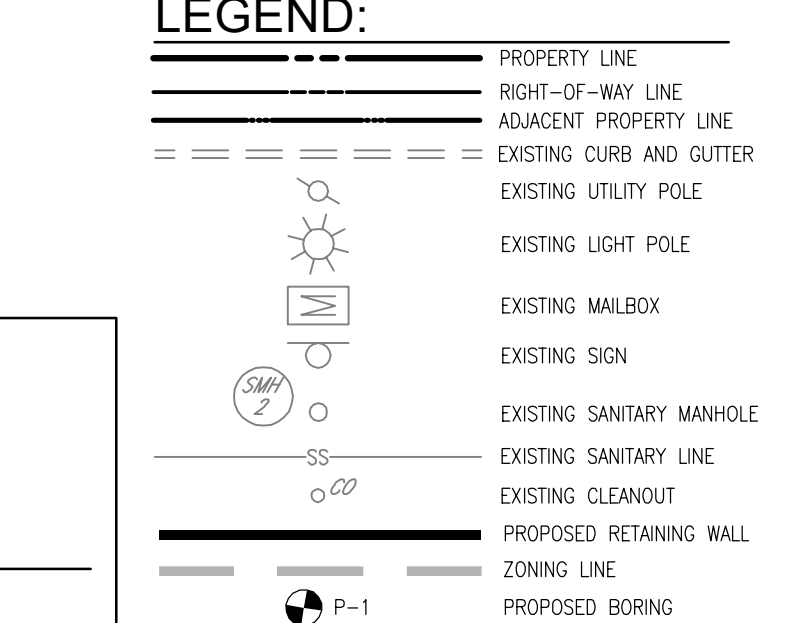 LEGEND:
PROPERTY LINE
RIGHT-OF-WAY LINE
ADJACENT PROPERTY LINE
EXISTING CURB AND GUTTER
EXISTING UTILITY POLE
EXISTING LIGHT POLE
M EXISTING MAILBOX
EXISTING SIGN
SMH
2
EXISTING SANITARY MANHOLE
SS EXISTING SANITARY LINE
CO EXISTING CLEANOUT
PROPOSED RETAINING WALL
ZONING LINE
P-1 PROPOSED BORING